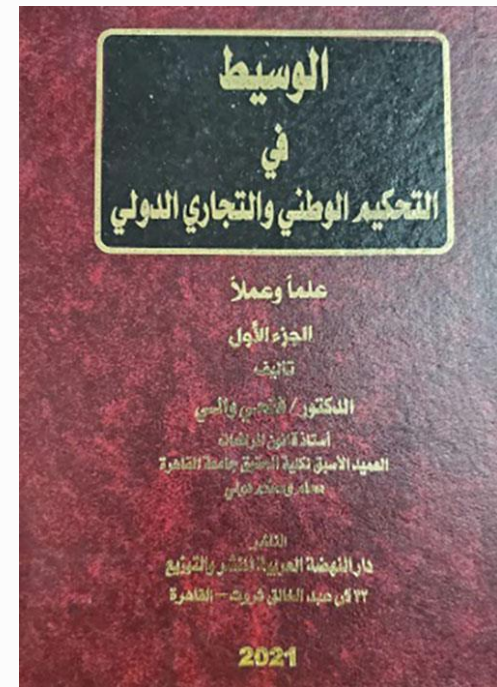 الوسيط
في
التحكيم الوطني والتجاري الدولي
علماً وعملاً
الجزء الأول
تأليف
الدكتور/ فتحي والي
أستاذ قانون المرافعات
العميد الأسبق لكلية الحقوق جامعة القاهرة
محام ومحكم دولي
الناشر
دار النهضة العربية للنشر والتوزيع
٣٢ ش عبد الخالق ثروت – القاهرة
2021